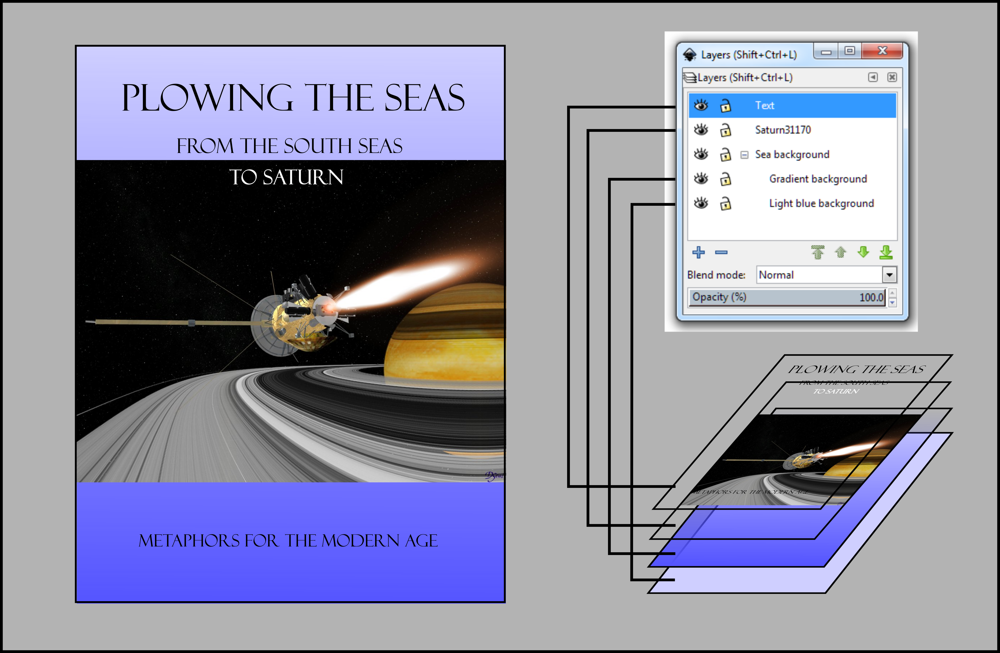 PLOWING THE SEAS
FROM THE SOUTH SEAS
TO SATURN
METAPHORS FOR THE MODERN AGE
Layers (Shift+Ctrl+L)
Layers (Shift+Ctrl+L)
Text
Saturn31170
Sea background
Gradient background
Light blue background
Blend mode: Normal
Opacity (%) 100.0
PLOWING THE SEAS
FROM THE SOUTH SEAS
TO SATURN
METAPHORS FOR THE MODERN AGE